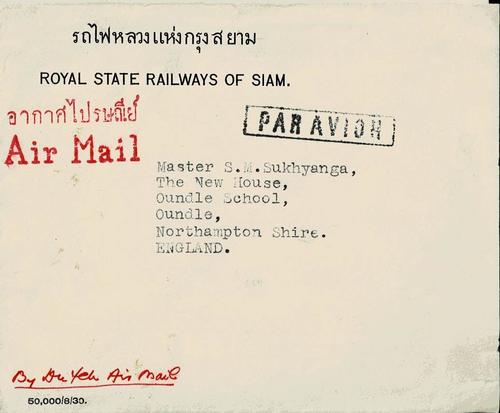 รถไฟหลวงแห่งกรุงสยาม
ROYAL STATE RAILWAYS OF SIAM.
อากาศไปรษณีย์
Air Mail
PAR AVION
Master S.M.Sukhyanga,
The New House,
Oundle School,
Oundle,
Northampton Shire.
ENGLAND.
By Dutch Air Mail
50,000/8/30.